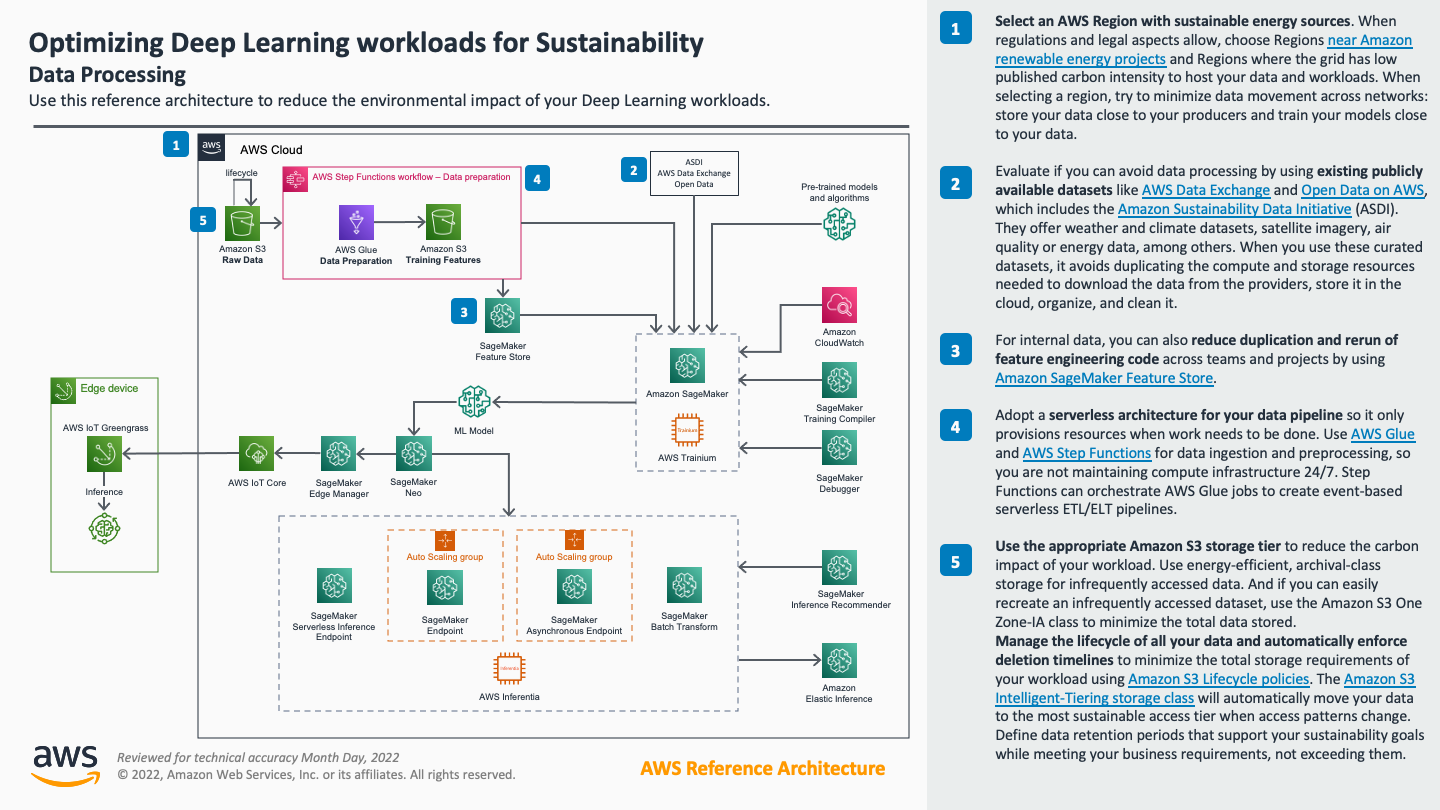 Optimizing Deep Learning workloads for Sustainability
Data Processing
Use this reference architecture to reduce the environmental impact of your Deep Learning workloads.
1
aws
AWS Cloud
lifecycle
5
Amazon S3
Raw Data
AWS Step Functions workflow – Data preparation
4
AWS Glue
Data Preparation
Amazon S3
Training Features
2
ASDI
AWS Data Exchange
Open Data
Pre-trained models
and algorithms
3
SageMaker
Feature Store
Amazon
CloudWatch
Amazon SageMaker
SageMaker
Training Compiler
Trainium
AWS Trainium
SageMaker
Debugger
ML Model
Edge device
AWS IoT Greengrass
Inference
AWS IoT Core
SageMaker
Edge Manager
SageMaker
Neo
Auto Scaling group
Auto Scaling group
SageMaker
Serverless Inference
Endpoint
SageMaker
Endpoint
SageMaker
Asynchronous Endpoint
SageMaker
Batch Transform
Inferentia
AWS Inferentia
SageMaker
Inference Recommender
Amazon
Elastic Inference
aws
Reviewed for technical accuracy Month Day, 2022
© 2022, Amazon Web Services, Inc. or its affiliates. All rights reserved.
AWS Reference Architecture
1
Select an AWS Region with sustainable energy sources. When
regulations and legal aspects allow, choose Regions near Amazon
renewable energy projects and Regions where the grid has low
published carbon intensity to host your data and workloads. When
selecting a region, try to minimize data movement across networks:
store your data close to your producers and train your models close
to your data.
2
Evaluate if you can avoid data processing by using existing publicly
available datasets like AWS Data Exchange and Open Data on AWS,
which includes the Amazon Sustainability Data Initiative (ASDI).
They offer weather and climate datasets, satellite imagery, air
quality or energy data, among others. When you use these curated
datasets, it avoids duplicating the compute and storage resources
needed to download the data from the providers, store it in the
cloud, organize, and clean it.
3
For internal data, you can also reduce duplication and rerun of
feature engineering code across teams and projects by using
Amazon SageMaker Feature Store.
4
Adopt a serverless architecture for your data pipeline so it only
provisions resources when work needs to be done. Use AWS Glue
and AWS Step Functions for data ingestion and preprocessing, so
you are not maintaining compute infrastructure 24/7. Step
Functions can orchestrate AWS Glue jobs to create event-based
serverless ETL/ELT pipelines.
5
Use the appropriate Amazon S3 storage tier to reduce the carbon
impact of your workload. Use energy-efficient, archival-class
storage for infrequently accessed data. And if you can easily
recreate an infrequently accessed dataset, use the Amazon S3 One
Zone-IA class to minimize the total data stored.
Manage the lifecycle of all your data and automatically enforce
deletion timelines to minimize the total storage requirements of
your workload using Amazon S3 Lifecycle policies. The Amazon S3
Intelligent-Tiering storage class will automatically move your data
to the most sustainable access tier when access patterns change.
Define data retention periods that support your sustainability goals
while meeting your business requirements, not exceeding them.